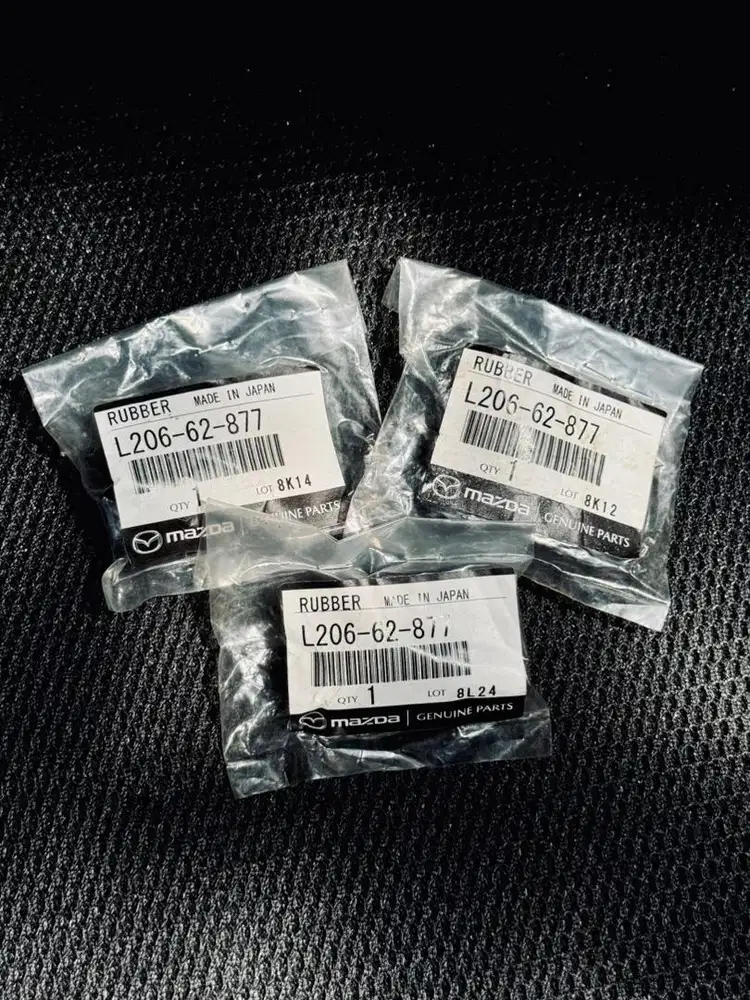 RUBBER MADE IN JAPAN
L206-62-877
QTY 1 LOT 8K14
mazda GENUINE PARTS
RUBBER MADE IN JAPAN
L206-62-877
QTY 1 LOT 8K12
mazda GENUINE PARTS
RUBBER MADE IN JAPAN
L206-62-877
QTY 1 LOT 8L24
mazda GENUINE PARTS